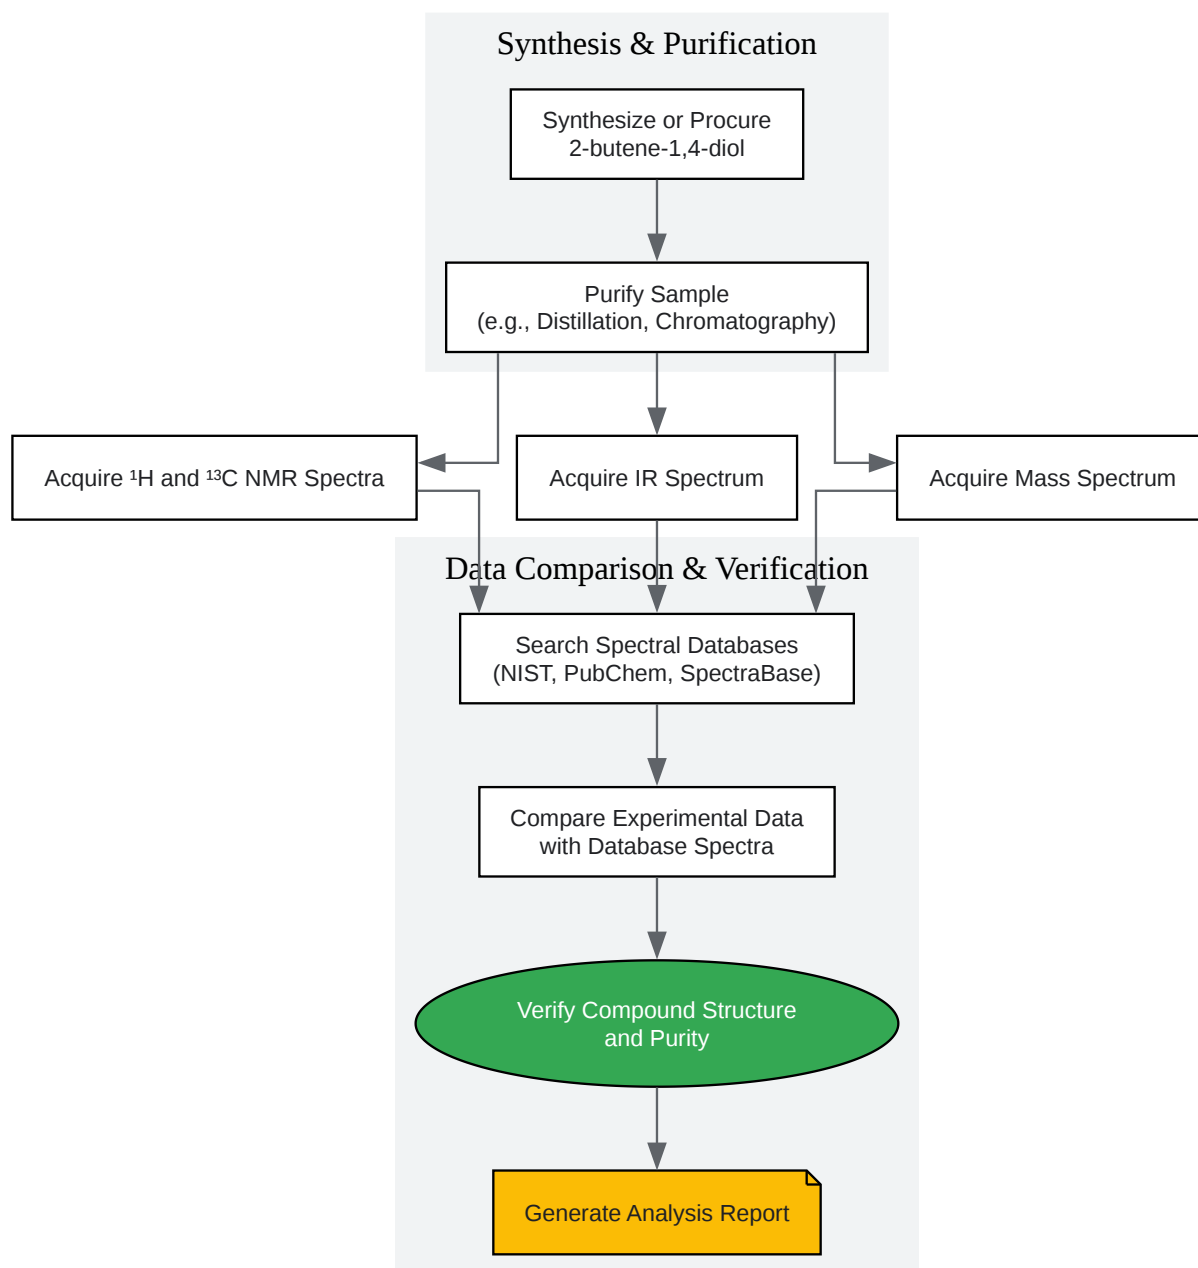 Synthesis & Purification
Synthesize or Procure
2-butene-1,4-diol
Purify Sample
(e.g., Distillation, Chromatography)
Acquire ¹H and ¹³C NMR Spectra
Acquire IR Spectrum
Acquire Mass Spectrum
Data Comparison & Verification
Search Spectral Databases
(NIST, PubChem, SpectraBase)
Compare Experimental Data
with Database Spectra
Verify Compound Structure
and Purity
Generate Analysis Report